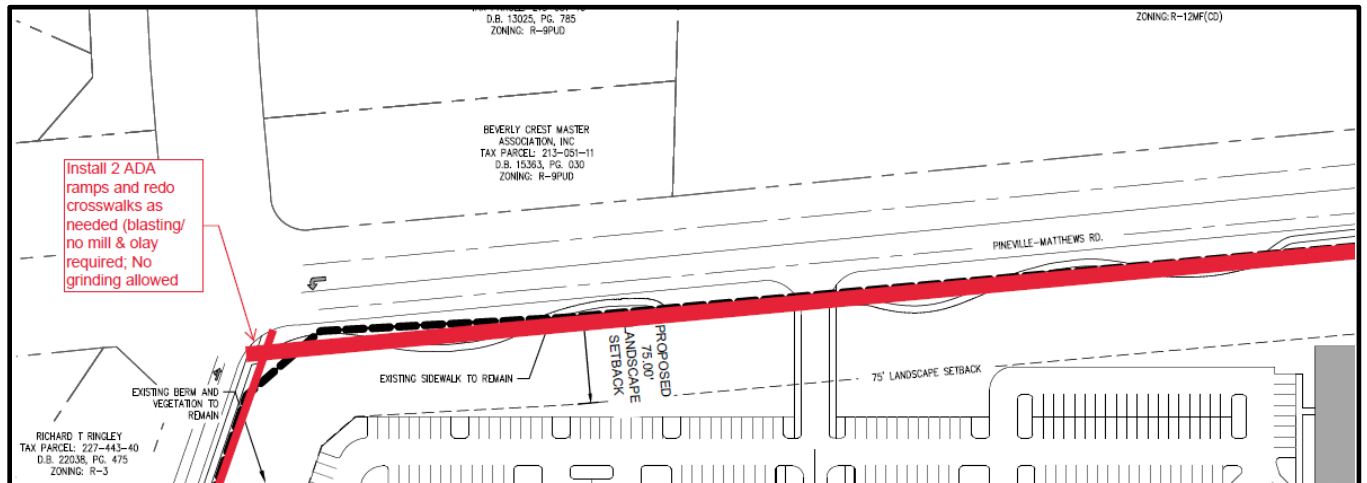 D.B. 13025, PG. 785
ZONING: R-9PUD
ZONING: R-12MF(CD)
BEVERLY CREST MASTER
ASSOCIATION, INC
TAX PARCEL: 213-051-11
D.B. 15363, PG. 030
ZONING: R-9PUD
Install 2 ADA
ramps and redo
crosswalks as
needed (blasting/
no mill & olay
required; No
grinding allowed
PINEVILLE-MATTHEWS RD.
PROPOSED
75.00'
LANDSCAPE
SETBACK
EXISTING SIDEWALK TO REMAIN
75' LANDSCAPE SETBACK
EXISTING BERM AND
VEGETATION TO
REMAIN
RICHARD T RINGLEY
TAX PARCEL: 227-443-40
D.B. 22038, PG. 475
ZONING: R-3